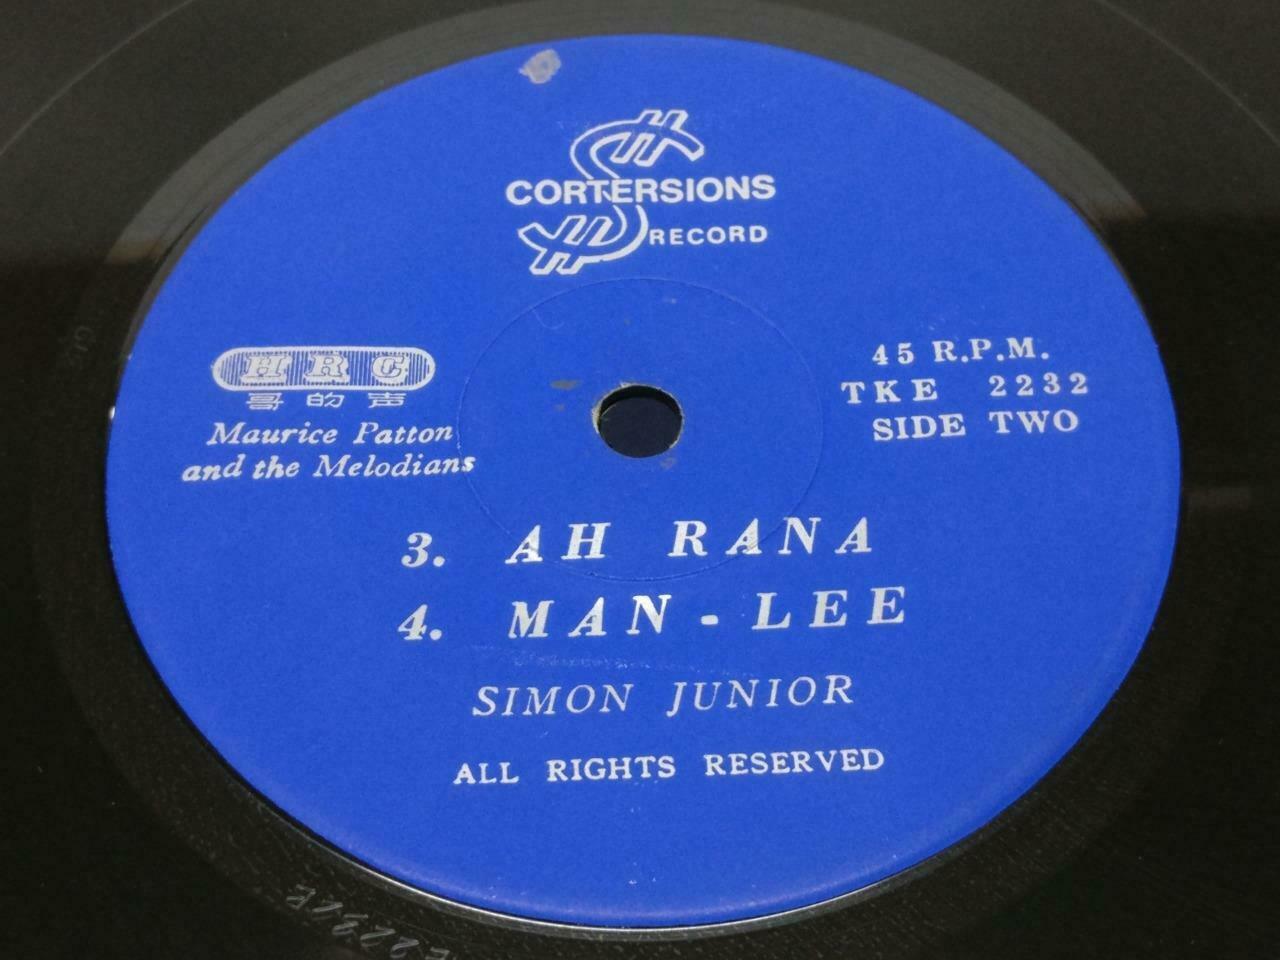 CORTERSIONS
RECORD
HRC
哥的声
Maurice Patton
and the Melodians
45 R.P.M.
TKE 2232
SIDE TWO
3. AH RANA
4. MAN - LEE
SIMON JUNIOR
ALL RIGHTS RESERVED